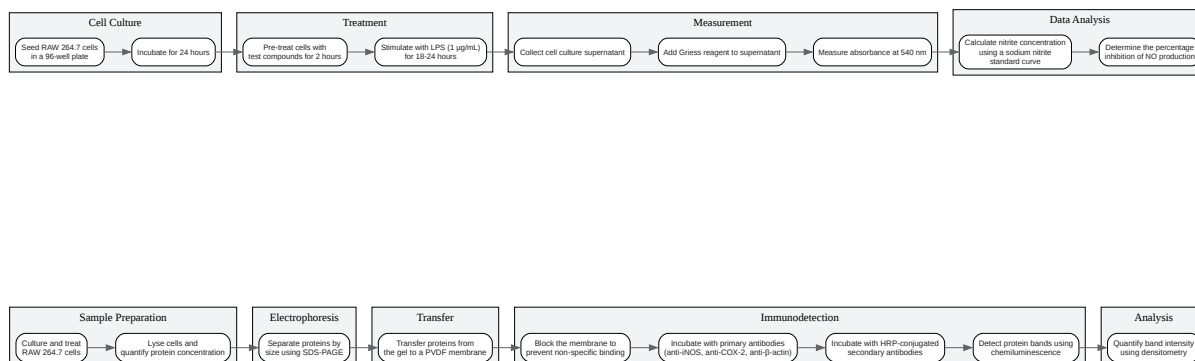 Cell Culture
Seed RAW 264.7 cells
in a 96-well plate
Incubate for 24 hours
Treatment
Pre-treat cells with
test compounds for 2 hours
Stimulate with LPS (1 µg/mL)
for 18-24 hours
Measurement
Collect cell culture supernatant
Add Griess reagent to supernatant
Measure absorbance at 540 nm
Data Analysis
Calculate nitrite concentration
using a sodium nitrite
standard curve
Determine the percentage
inhibition of NO production
Sample Preparation
Culture and treat
RAW 264.7 cells
Lyse cells and
quantify protein concentration
Electrophoresis
Separate proteins by
size using SDS-PAGE
Transfer
Transfer proteins from
the gel to a PVDF membrane
Immunodetection
Block the membrane to
prevent non-specific binding
Incubate with primary antibodies
(anti-iNOS, anti-COX-2, anti-β-actin)
Incubate with HRP-conjugated
secondary antibodies
Detect protein bands using
chemiluminescence
Analysis
Quantify band intensity
using densitometry